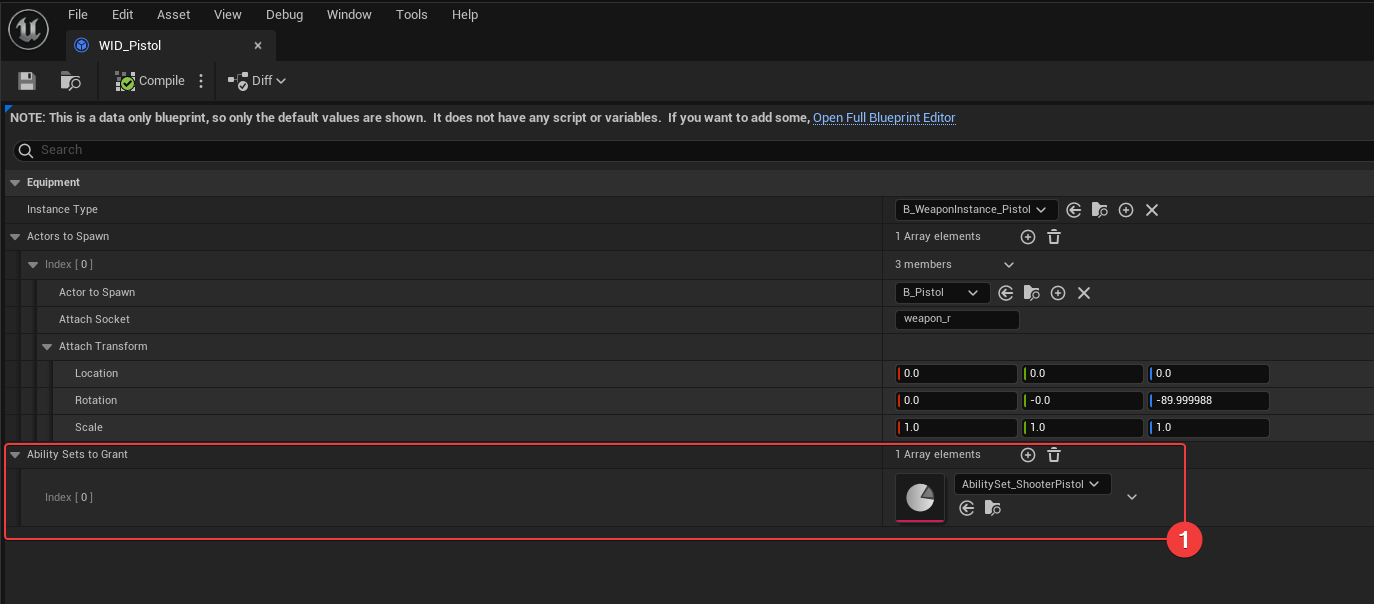 File Edit Asset View Debug Window Tools Help
WID_Pistol
Compile Diff
NOTE: This is a data only blueprint, so only the default values are shown.  It does not have any script or variables.  If you want to add some, Open Full Blueprint Editor
Search
Equipment
Instance Type B_WeaponInstance_Pistol
Actors to Spawn 1 Array elements
Index [ 0 ] 3 members
Actor to Spawn B_Pistol
Attach Socket weapon_r
Attach Transform
Location 0.0 0.0 0.0
Rotation 0.0 -0.0 -89.999988
Scale 1.0 1.0 1.0
Ability Sets to Grant 1 Array elements
Index [ 0 ] AbilitySet_ShooterPistol
1